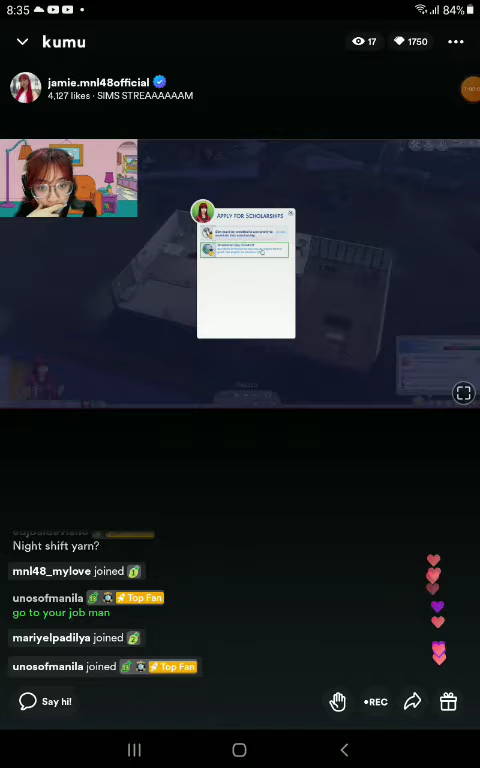 8:35
84%
kumu
17
1750
jamie.mnl48official
4,127 likes · SIMS STREAAAAAAM
APPLY FOR SCHOLARSHIPS
Night shift yarn?
mnl48_mylove joined
unosofmanila Top Fan
go to your job man
mariyelpadilya joined 2
unosofmanila joined Top Fan
Say hi!
•REC